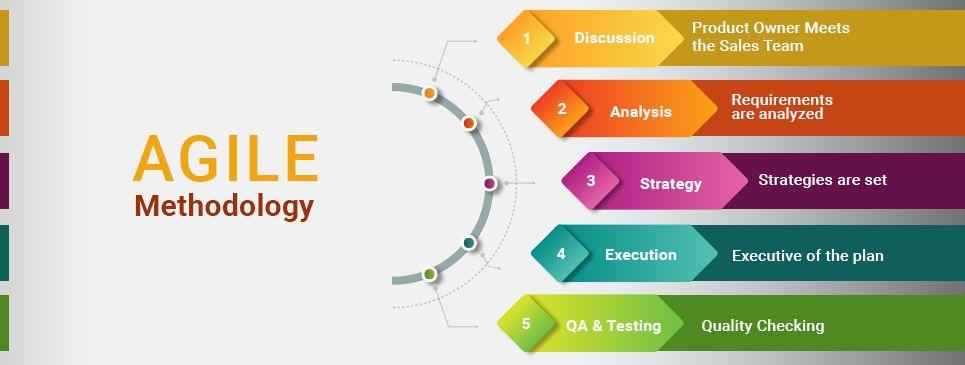 AGILE
Methodology
1
Discussion
Product Owner Meets
the Sales Team
2
Analysis
Requirements
are analyzed
3
Strategy
Strategies are set
4
Execution
Executive of the plan
5
QA & Testing
Quality Checking